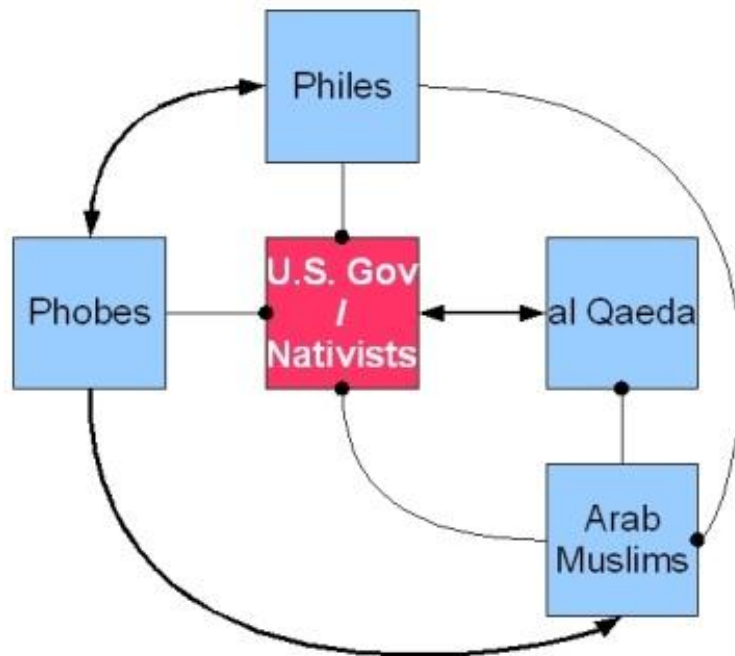 Philes
Phobes
U.S. Gov
/
Nativists
al Qaeda
Arab
Muslims